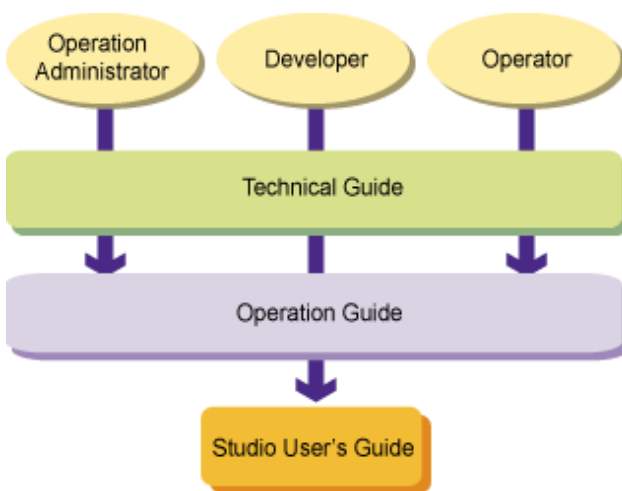 Operation
Administrator
Developer
Operator
Technical Guide
Operation Guide
Studio User's Guide